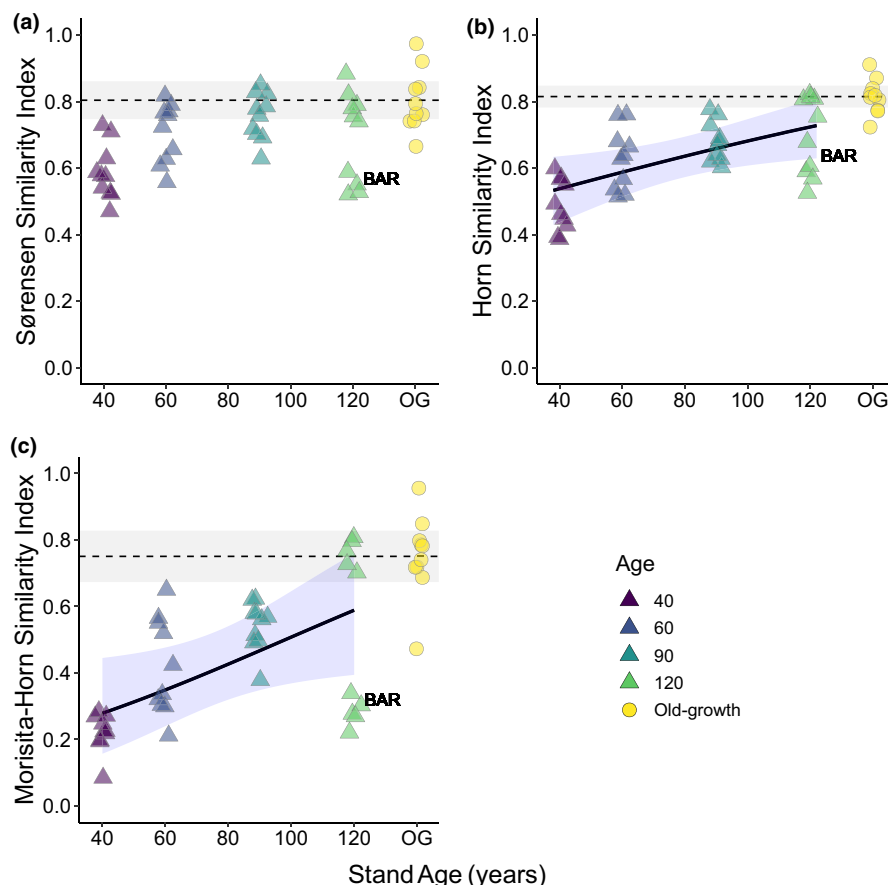 (a)
Sørensen Similarity Index
1.0
0.8
0.6
0.4
0.2
0.0
BAR
40 60 80 100 120 OG
(b)
Horn Similarity Index
1.0
0.8
0.6
0.4
0.2
0.0
BAR
40 60 80 100 120 OG
(c)
Morisita-Horn Similarity Index
1.0
0.8
0.6
0.4
0.2
0.0
BAR
40 60 80 100 120 OG
Stand Age (years)
Age
40
60
90
120
Old-growth